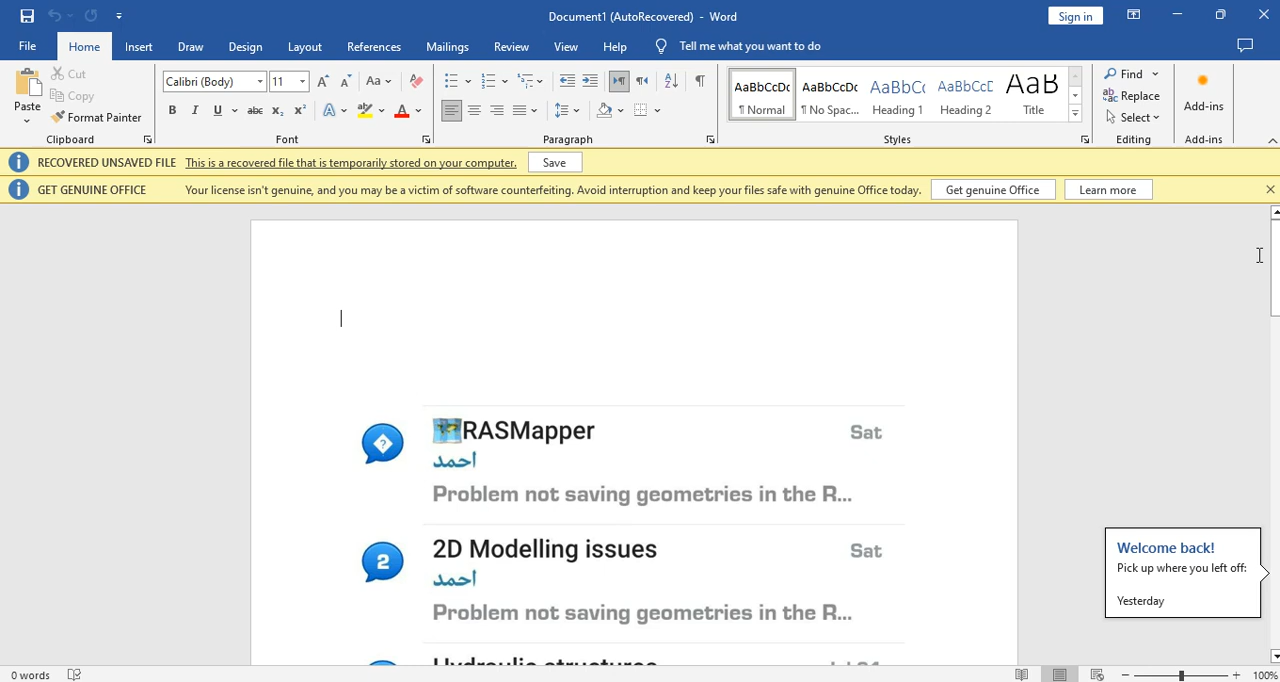 Document1 (AutoRecovered) - Word
Sign in
File Home Insert Draw Design Layout References Mailings Review View Help Tell me what you want to do
Paste
Cut
Copy
Format Painter
Clipboard
Calibri (Body) 11
Font
Paragraph
AaBbCcDc AaBbCcDc AaBbCc AaBbCcD AaB
¶ Normal ¶ No Spac... Heading 1 Heading 2 Title
Styles
Find
Replace
Select
Editing
Add-ins
Add-ins
RECOVERED UNSAVED FILE This is a recovered file that is temporarily stored on your computer. Save
GET GENUINE OFFICE Your license isn't genuine, and you may be a victim of software counterfeiting. Avoid interruption and keep your files safe with genuine Office today. Get genuine Office Learn more
RASMapper Sat
احمد
Problem not saving geometries in the R...
2 2D Modelling issues Sat
احمد
Problem not saving geometries in the R...
Welcome back!
Pick up where you left off:
Yesterday
0 words
100%